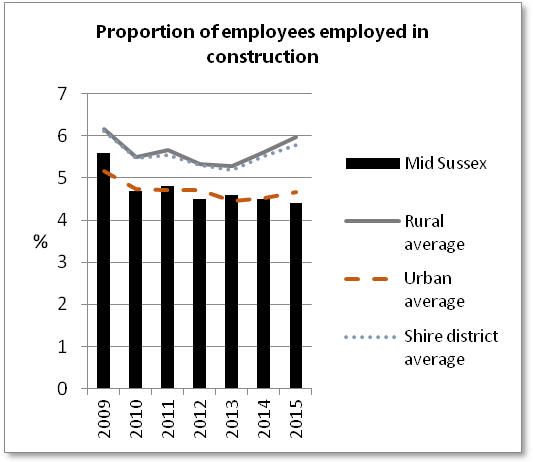 Proportion of employees employed in
construction
7
6
5
4
3
2
1
0
%
2009
2010
2011
2012
2013
2014
2015
Mid Sussex
Rural
average
Urban
average
Shire district
average